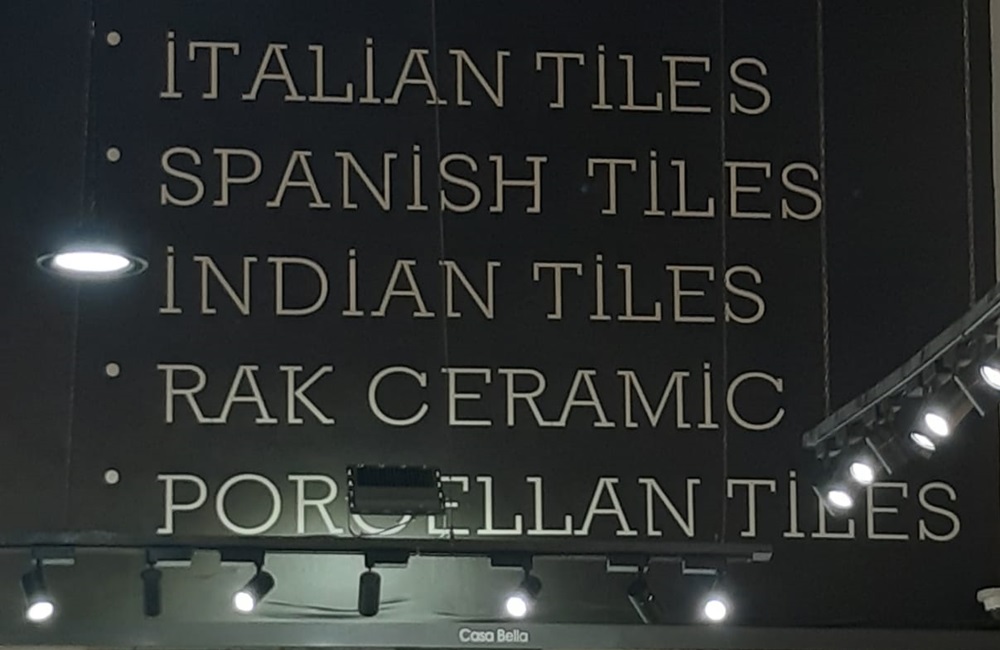 • İTALİAN TİLES
• SPANİSH TİLES
İNDİAN TİLES
• RAK CERAMİC
• PORCELLAN TİLES
Casa Bella